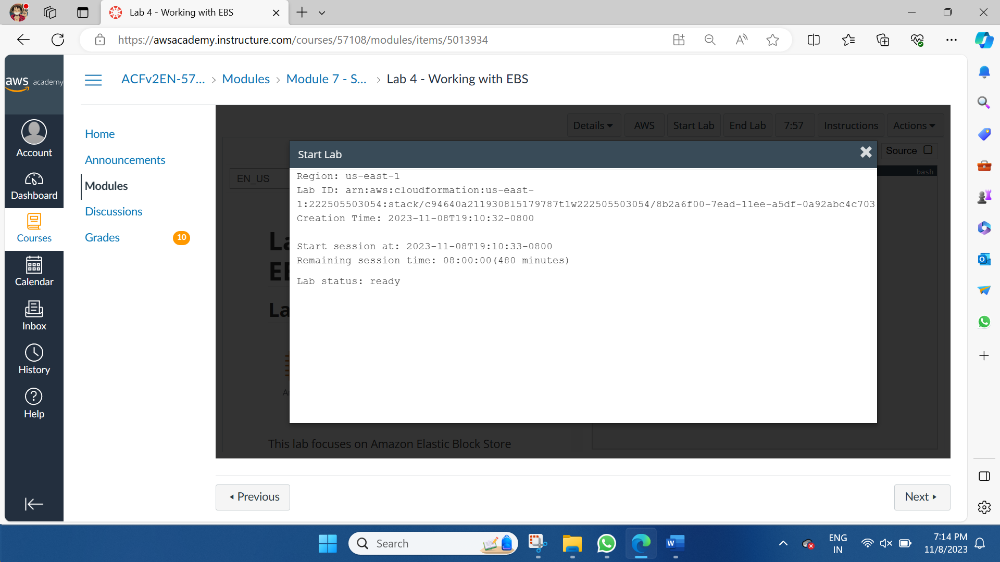 Lab 4 - Working with EBS
https://awsacademy.instructure.com/courses/57108/modules/items/5013934
aws academy
ACFv2EN-57... > Modules > Module 7 - S... > Lab 4 - Working with EBS
Account
Dashboard
Courses
Calendar
Inbox
History
Help
Home
Announcements
Modules
Discussions
Grades 10
Details AWS Start Lab End Lab 7:57 Instructions Actions
Source
EN_US
bash
Start Lab
Region: us-east-1
Lab ID: arn:aws:cloudformation:us-east-
1:222505503054:stack/c94640a2119308l5179787t1w222505503054/8b2a6f00-7ead-11ee-a5df-0a92abc4c703
Creation Time: 2023-11-08T19:10:32-0800
Start session at: 2023-11-08T19:10:33-0800
Remaining session time: 08:00:00(480 minutes)
Lab status: ready
This lab focuses on Amazon Elastic Block Store
Previous
Next
Search
ENG
IN
7:14 PM
11/8/2023